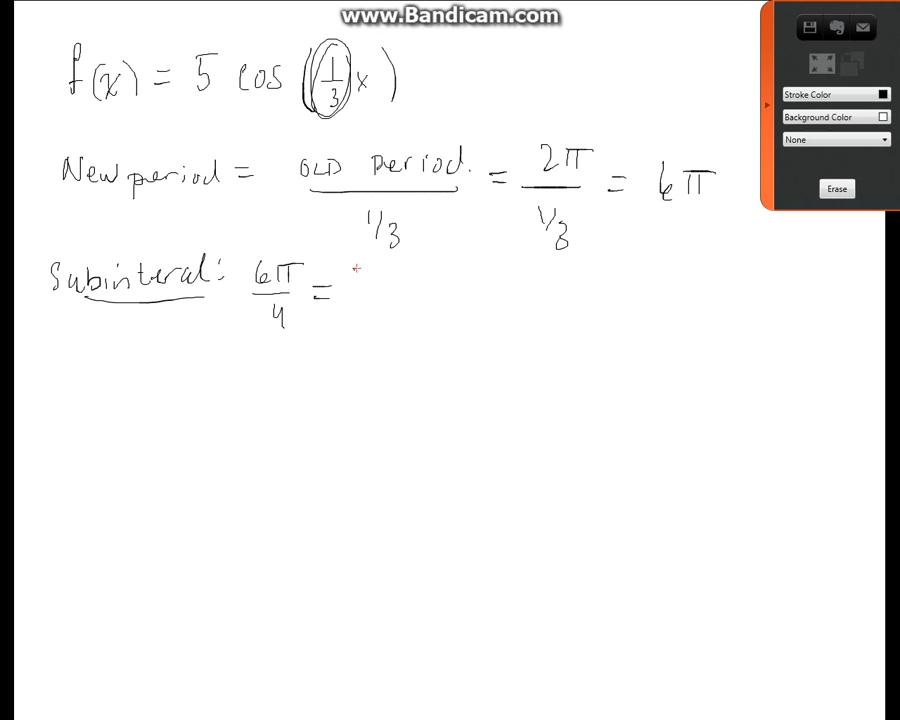 www.Bandicam.com
f(x) = 5 cos (1/3 x)
New period = OLD Period. / 1/3 = 2π / 1/3 = 6π
Subinteral: 6π / 4 =
Stroke Color
Background Color
None
Erase